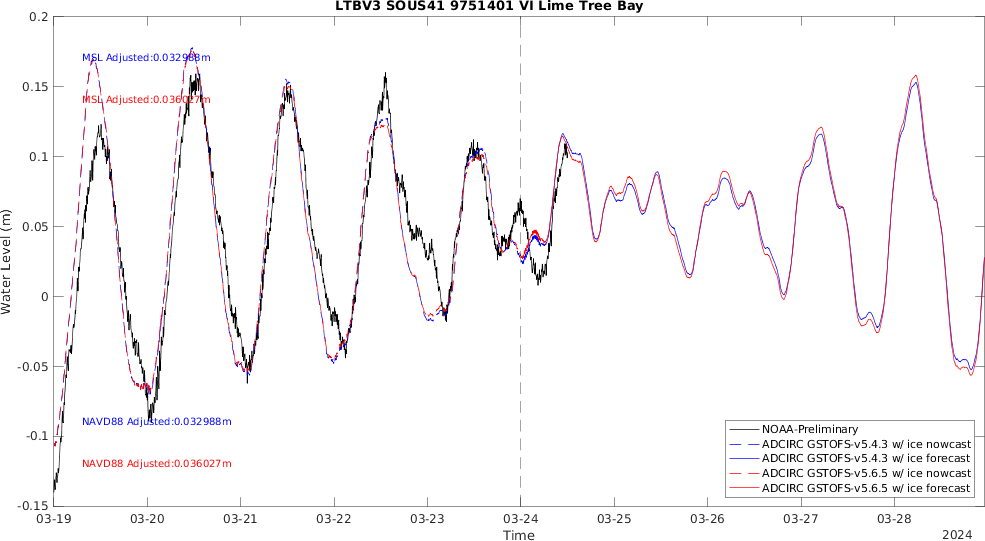 LTBV3 SOUS41 9751401 VI Lime Tree Bay
0.2
0.15
0.1
0.05
0
-0.05
-0.1
-0.15
Water Level (m)
MSL Adjusted:0.032988m
MSL Adjusted:0.036027m
NAVD88 Adjusted:0.032988m
NAVD88 Adjusted:0.036027m
NOAA-Preliminary
ADCIRC GSTOFS-v5.4.3 w/ ice nowcast
ADCIRC GSTOFS-v5.4.3 w/ ice forecast
ADCIRC GSTOFS-v5.6.5 w/ ice nowcast
ADCIRC GSTOFS-v5.6.5 w/ ice forecast
03-19 03-20 03-21 03-22 03-23 03-24 03-25 03-26 03-27 03-28
Time
2024